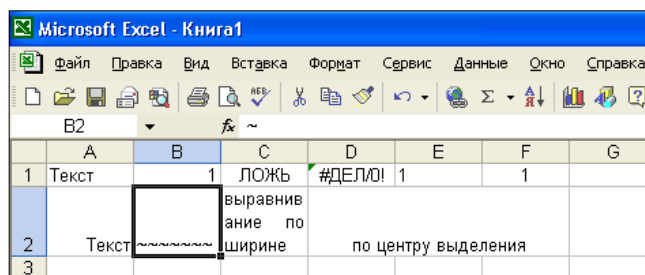 Microsoft Excel - Книга1
Файл Правка Вид Вставка Формат Сервис Данные Окно Справка
B2 fx ~
A B C D E F G
1 Текст 1 ЛОЖЬ #ДЕЛ/0! 1 1
выравнив
ание по
2 Текст ~~~~~~~ ширине по центру выделения
3